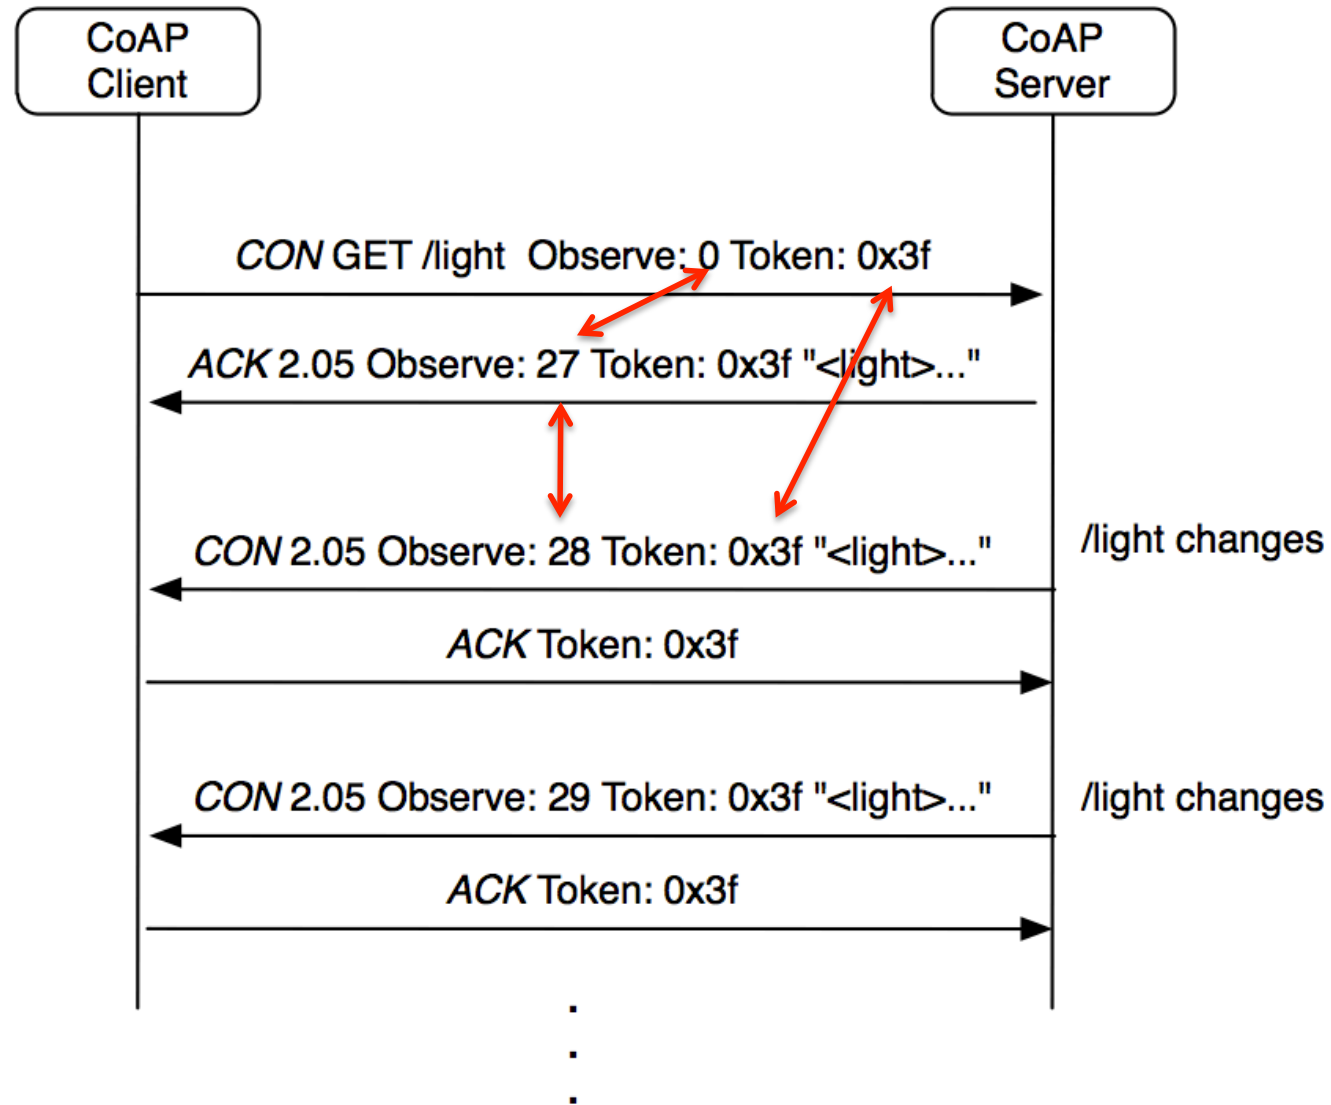 CoAP
Client
CoAP
Server
CON GET /light Observe: 0 Token: 0x3f
ACK 2.05 Observe: 27 Token: 0x3f "<light>..."
CON 2.05 Observe: 28 Token: 0x3f "<light>..."
/light changes
ACK Token: 0x3f
CON 2.05 Observe: 29 Token: 0x3f "<light>..."
/light changes
ACK Token: 0x3f
.
.
.